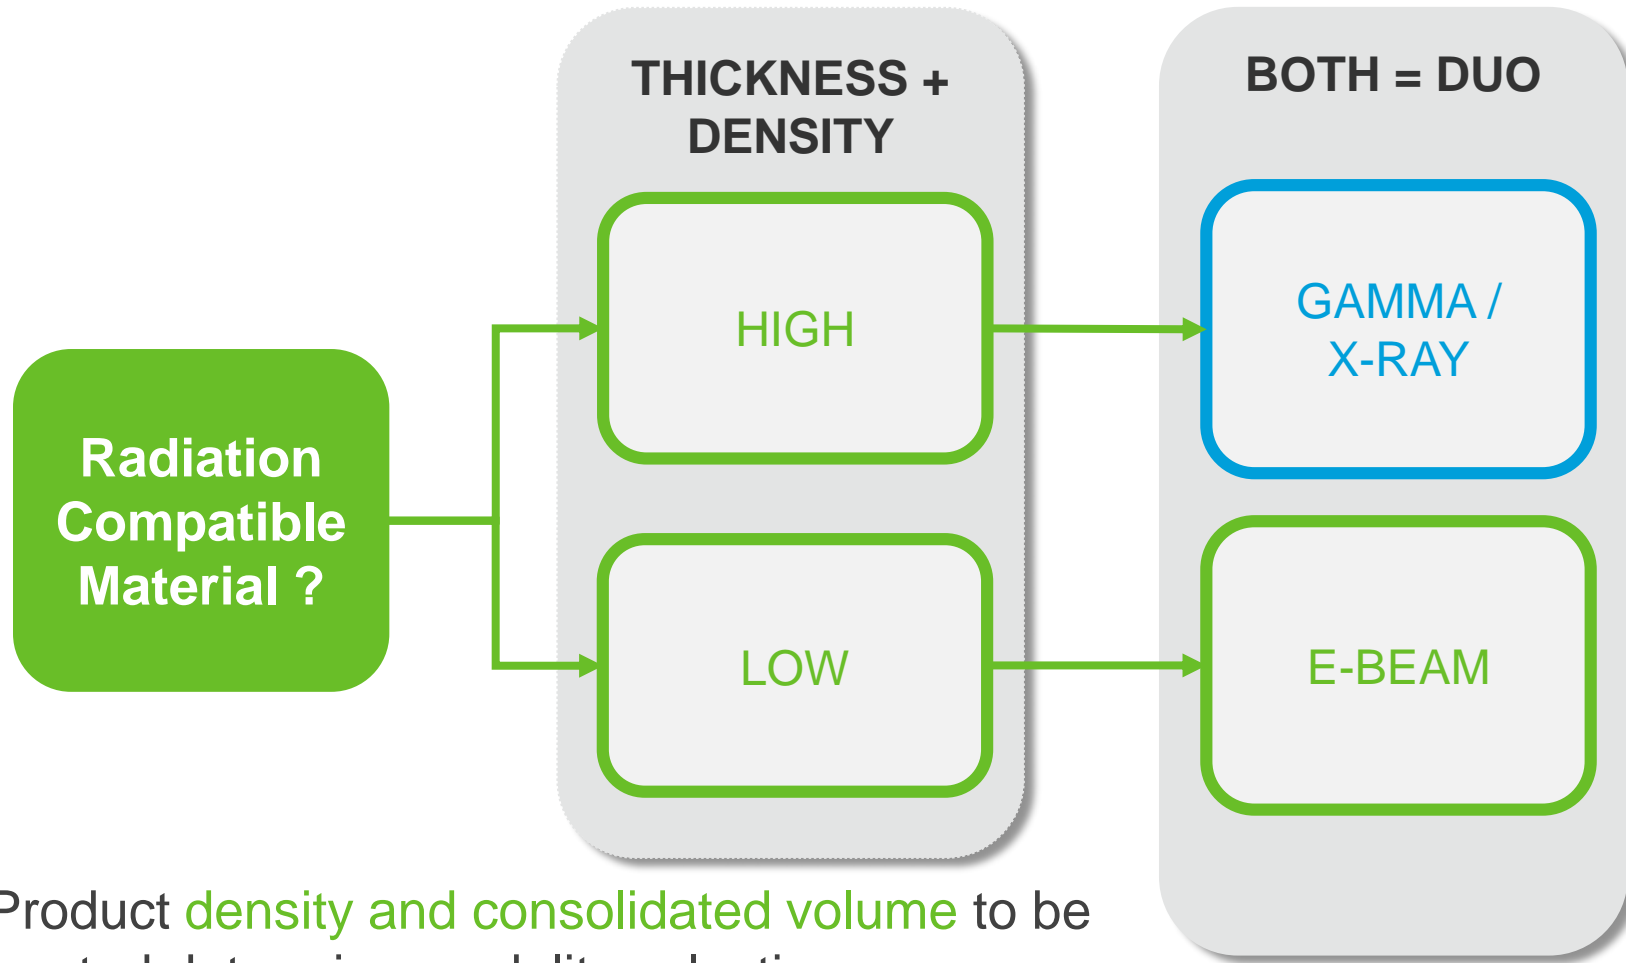 THICKNESS +
DENSITY
BOTH = DUO
HIGH
GAMMA /
X-RAY
Radiation
Compatible
Material ?
LOW
E-BEAM
Product density and consolidated volume to be